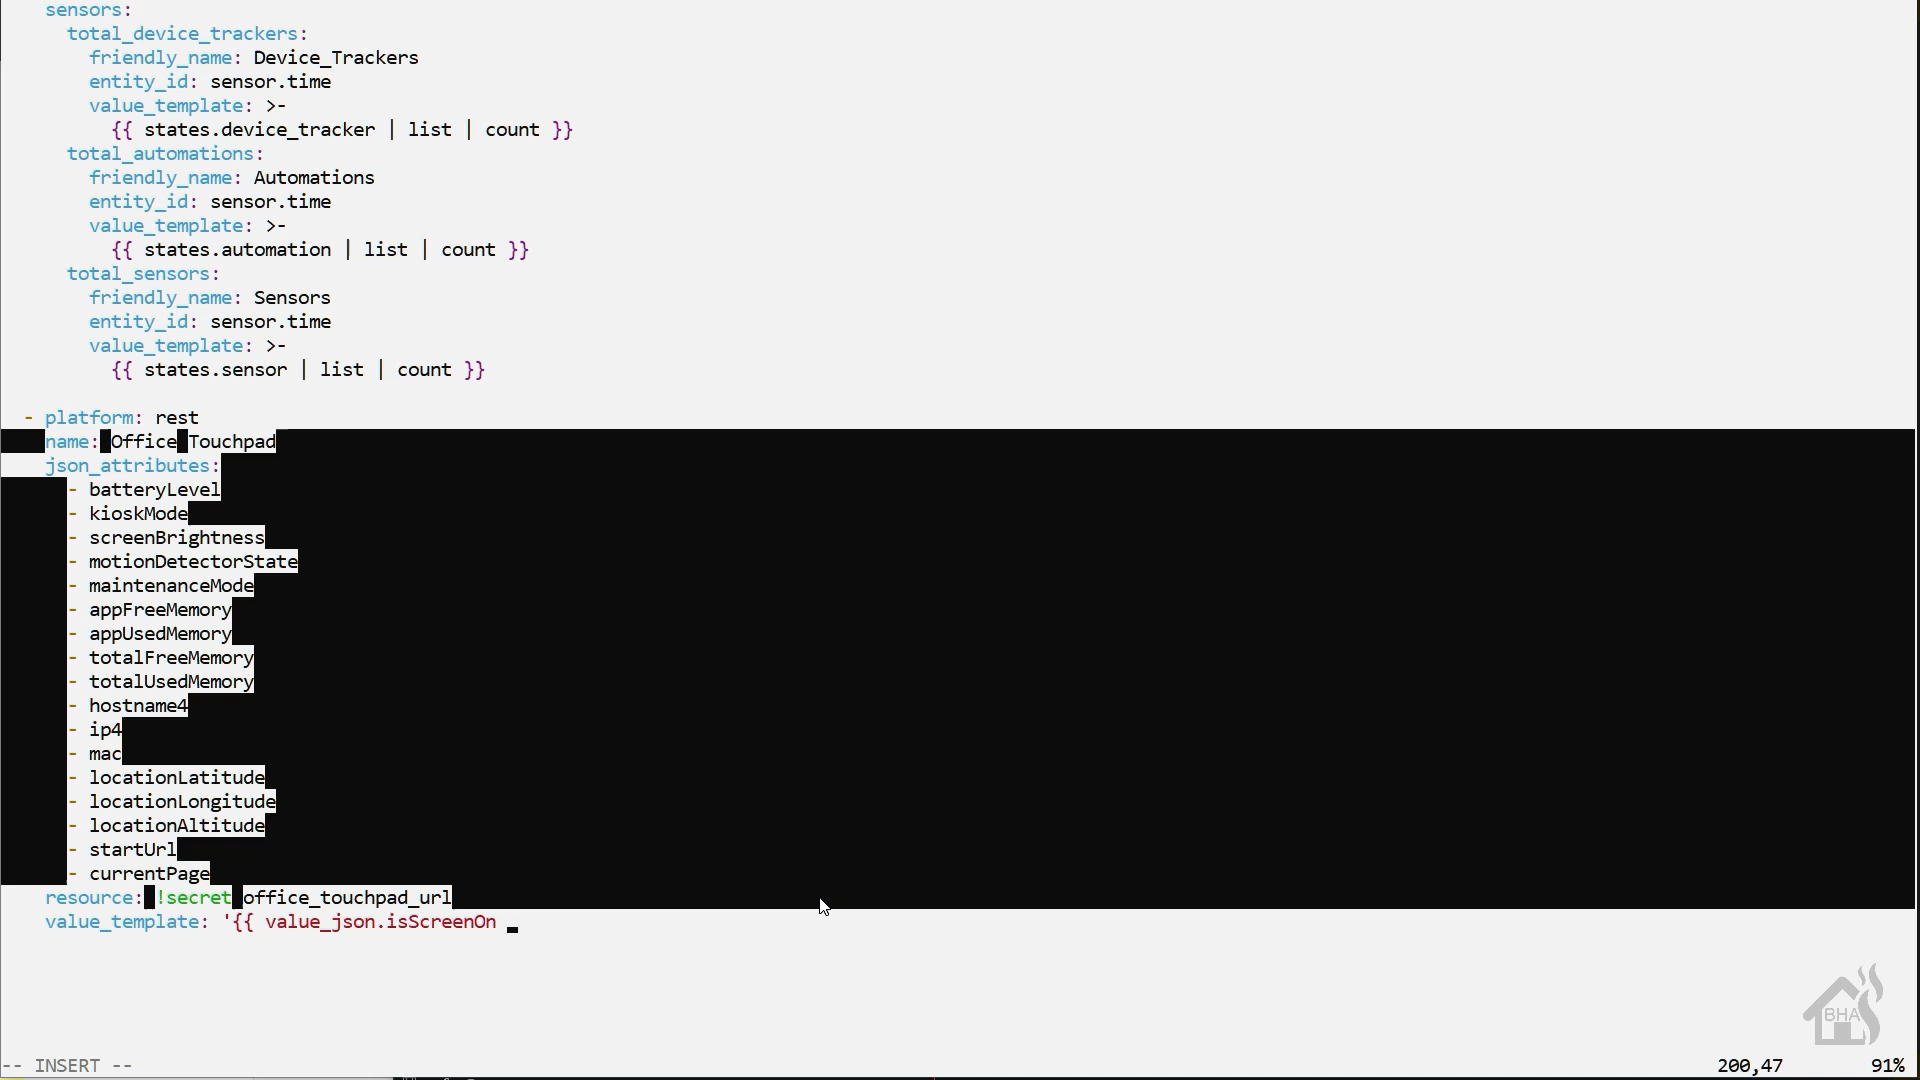 sensors:
total_device_trackers:
friendly_name: Device_Trackers
entity_id: sensor.time
value_template: >-
{{ states.device_tracker | list | count }}
total_automations:
friendly_name: Automations
entity_id: sensor.time
value_template: >-
{{ states.automation | list | count }}
total_sensors:
friendly_name: Sensors
entity_id: sensor.time
value_template: >-
{{ states.sensor | list | count }}
- platform: rest
name: Office Touchpad
json_attributes:
- batteryLevel
- kioskMode
- screenBrightness
- motionDetectorState
- maintenanceMode
- appFreeMemory
- appUsedMemory
- totalFreeMemory
- totalUsedMemory
- hostname4
- ip4
- mac
- locationLatitude
- locationLongitude
- locationAltitude
- startUrl
- currentPage
resource: !secret office_touchpad_url
value_template: '{{ value_json.isScreenOn
BHA
-- INSERT -- 200,47 91%